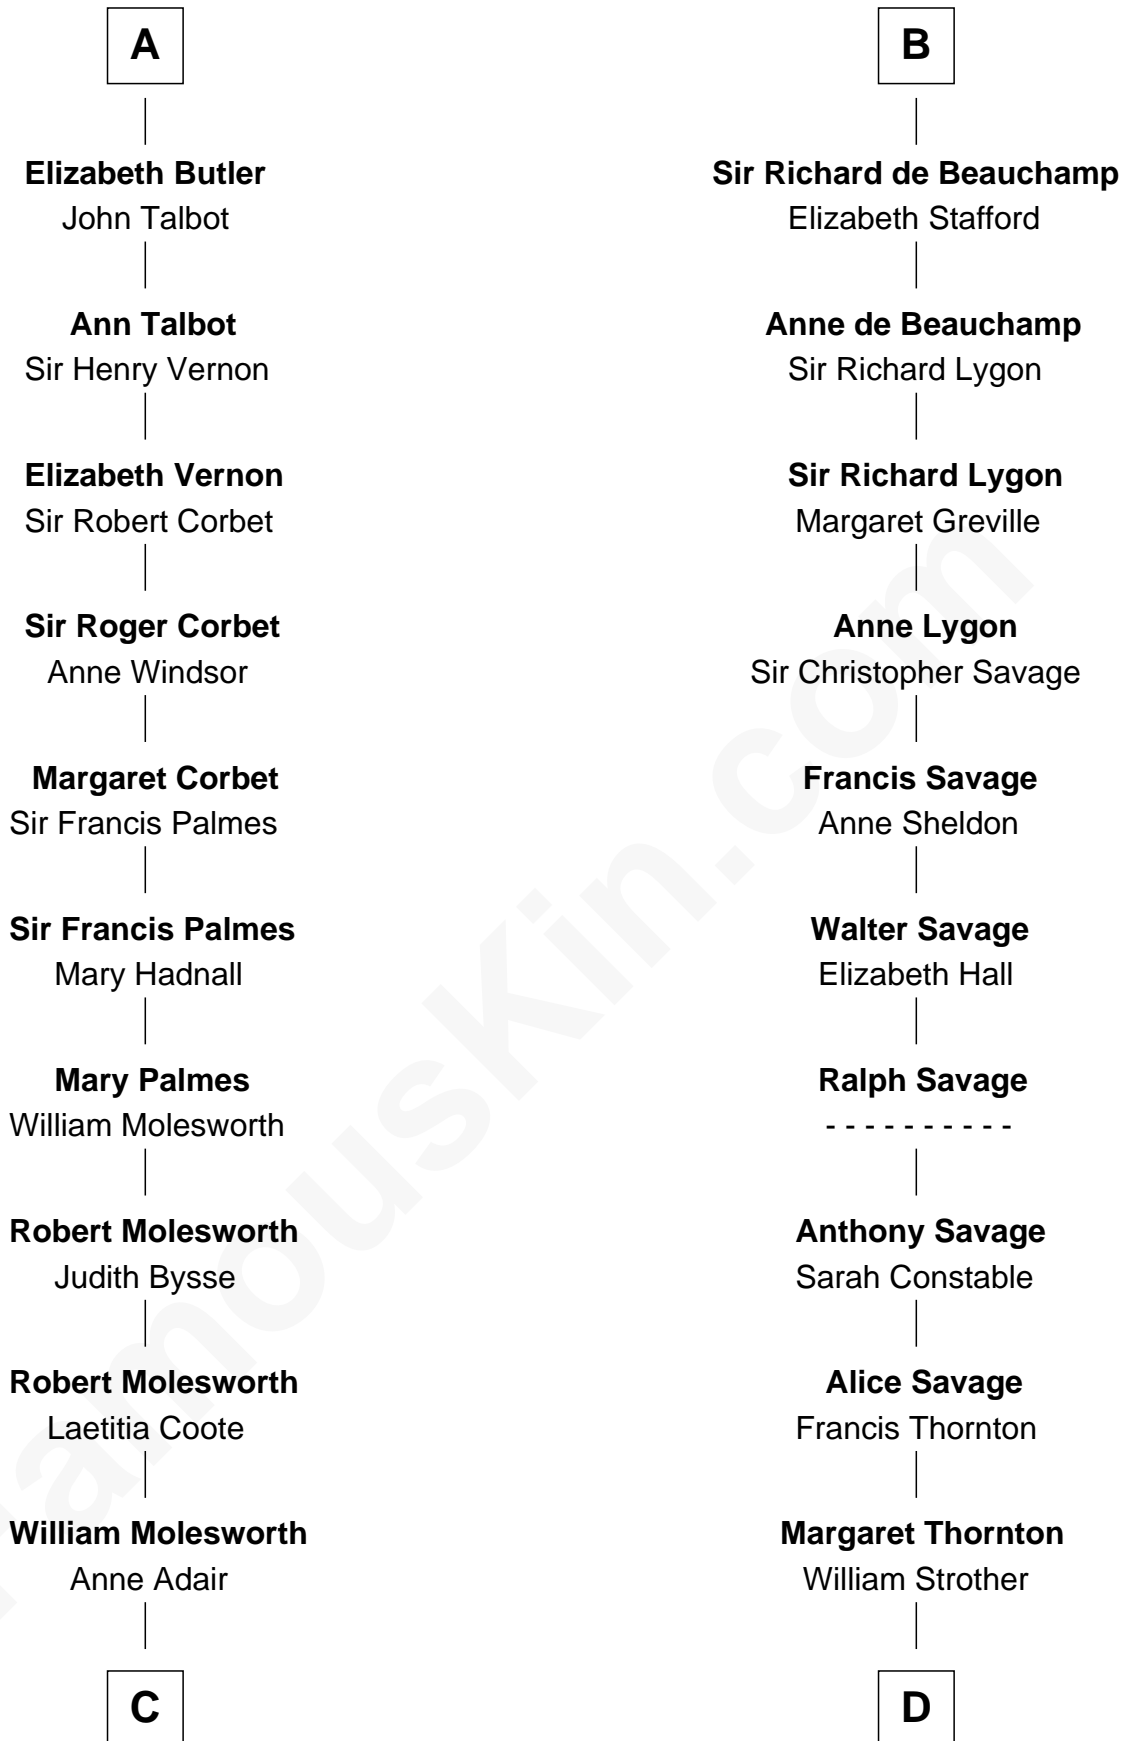 A
Elizabeth Butler
John Talbot
Ann Talbot
Sir Henry Vernon
Elizabeth Vernon
Sir Robert Corbet
Sir Roger Corbet
Anne Windsor
Margaret Corbet
Sir Francis Palmes
Sir Francis Palmes
Mary Hadnall
Mary Palmes
William Molesworth
Robert Molesworth
Judith Bysse
Robert Molesworth
Laetitia Coote
William Molesworth
Anne Adair
C
B
Sir Richard de Beauchamp
Elizabeth Stafford
Anne de Beauchamp
Sir Richard Lygon
Sir Richard Lygon
Margaret Greville
Anne Lygon
Sir Christopher Savage
Francis Savage
Anne Sheldon
Walter Savage
Elizabeth Hall
Ralph Savage
- - - - - - - - - -
Anthony Savage
Sarah Constable
Alice Savage
Francis Thornton
Margaret Thornton
William Strother
D
FamousKin.com